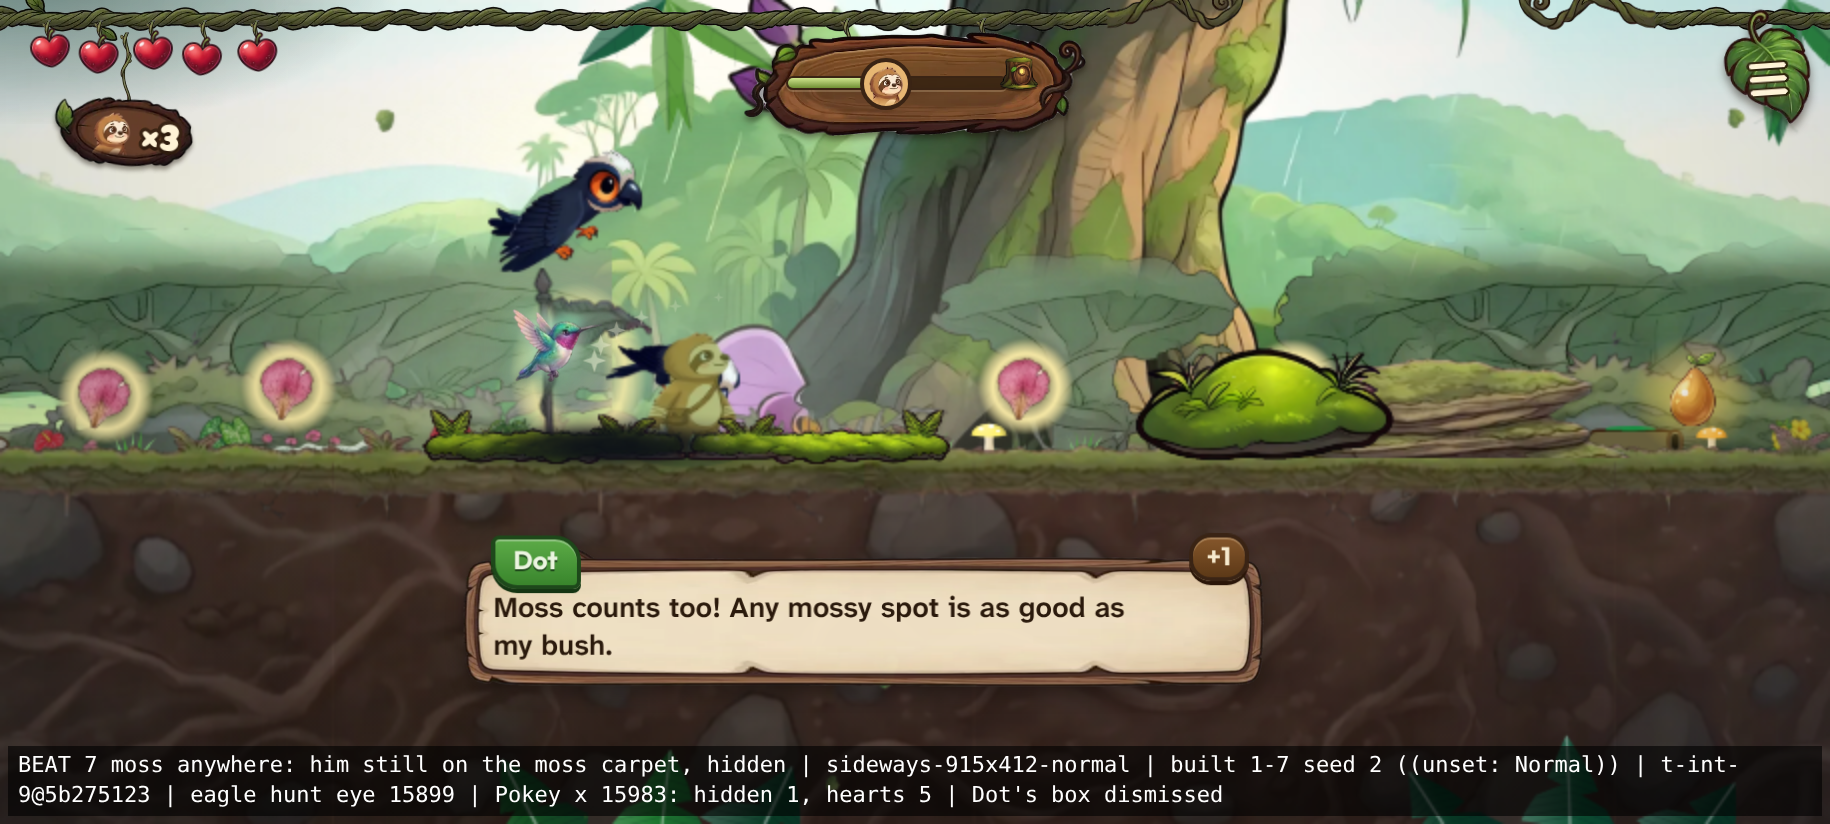 x3
Dot
+1
Moss counts too! Any mossy spot is as good as
my bush.
BEAT 7 moss anywhere: him still on the moss carpet, hidden | sideways-915x412-normal | built 1-7 seed 2 ((unset: Normal)) | t-int-
9@5b275123 | eagle hunt eye 15899 | Pokey x 15983: hidden 1, hearts 5 | Dot's box dismissed